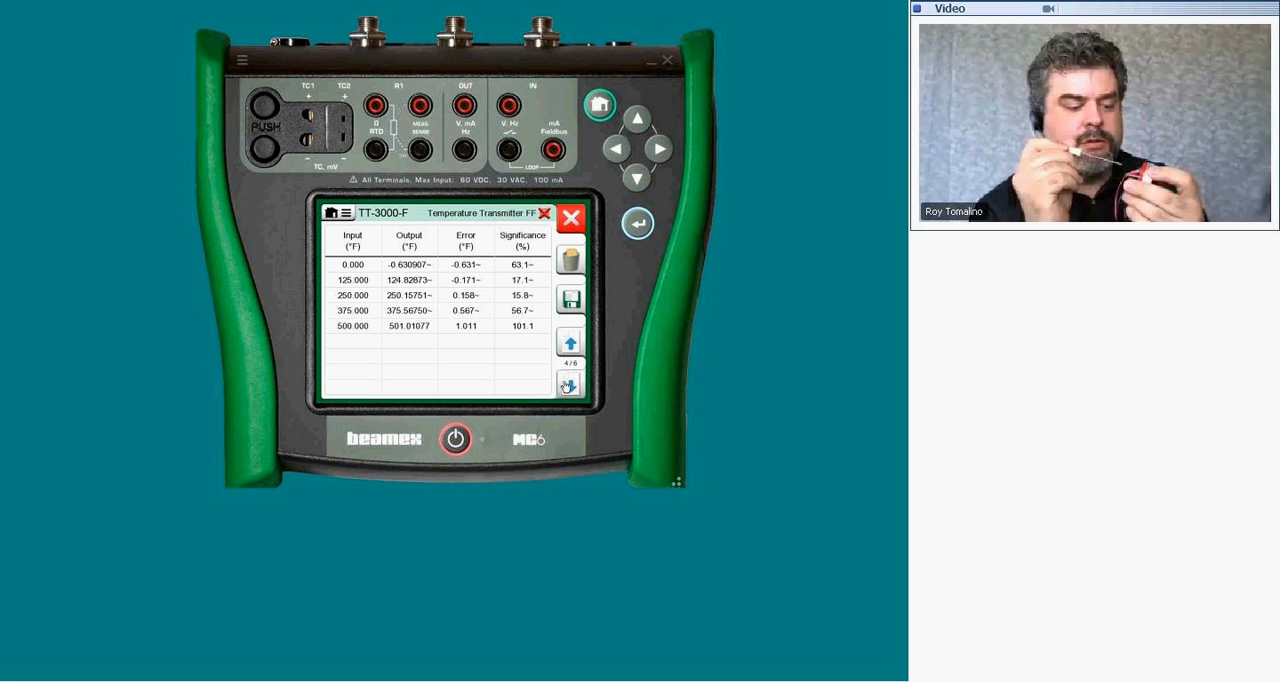 Video
TC1 TC2 R1 OUT IN
+ +
Ω RTD MEAS SENSE V, mA Hz V, Hz mA Fieldbus
PUSH
- -
TC, mV LOOP
⚠ All Terminals, Max Input: 60 VDC, 30 VAC, 100 mA
TT-3000-F Temperature Transmitter FF
Input (°F) Output (°F) Error (°F) Significance (%)
0.000 -0.630907~ -0.631~ 63.1~
125.000 124.82873~ -0.171~ 17.1~
250.000 250.15751~ 0.158~ 15.8~
375.000 375.56750~ 0.567~ 56.7~
500.000 501.01077 1.011 101.1
4 / 6
beamex MC6
Roy Tomalino